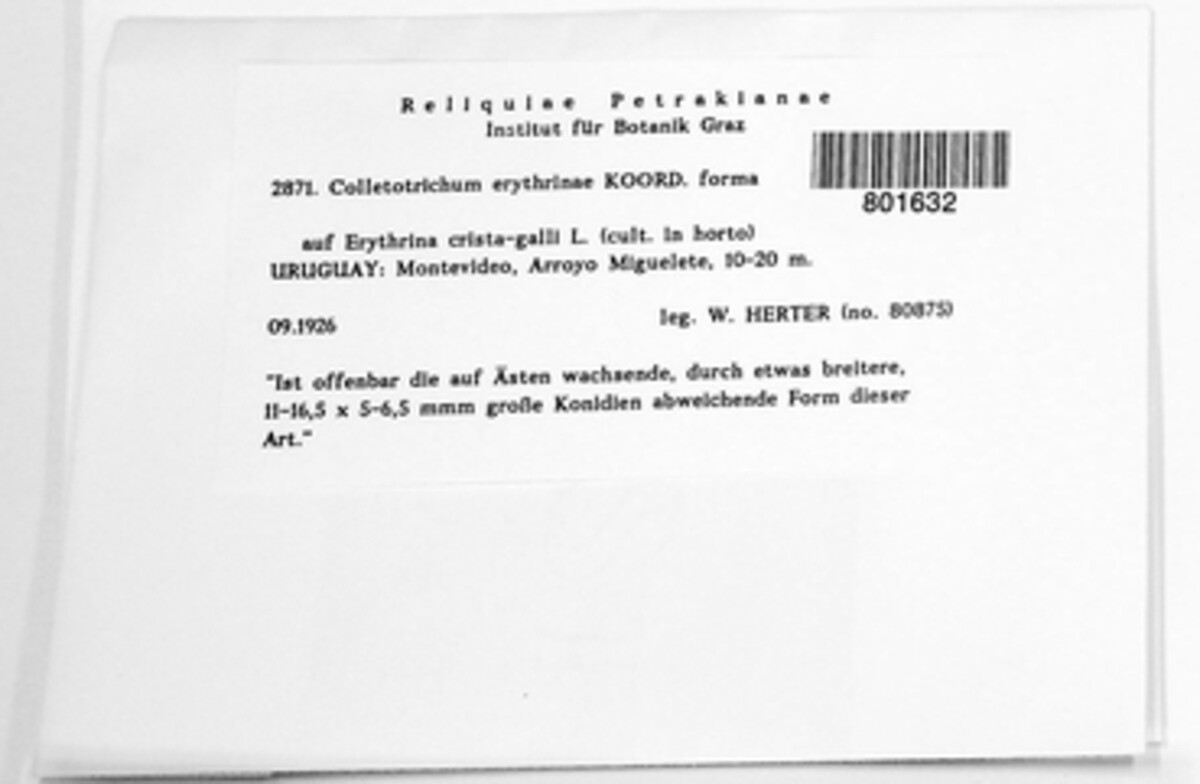 Reliquiae Petrakianae
Institut für Botanik Graz
2871. Colletotrichum erythrinae KOORD. forma
801632
auf Erythrina crista-galli L. (cult. in horto)
URUGUAY: Montevideo, Arroyo Miguelete, 10-20 m.
09.1926 leg. W. HERTER (no. 80875)
"Ist offenbar die auf Ästen wachsende, durch etwas breitere,
11-16,5 x 5-6,5 mmm große Konidien abweichende Form dieser
Art."